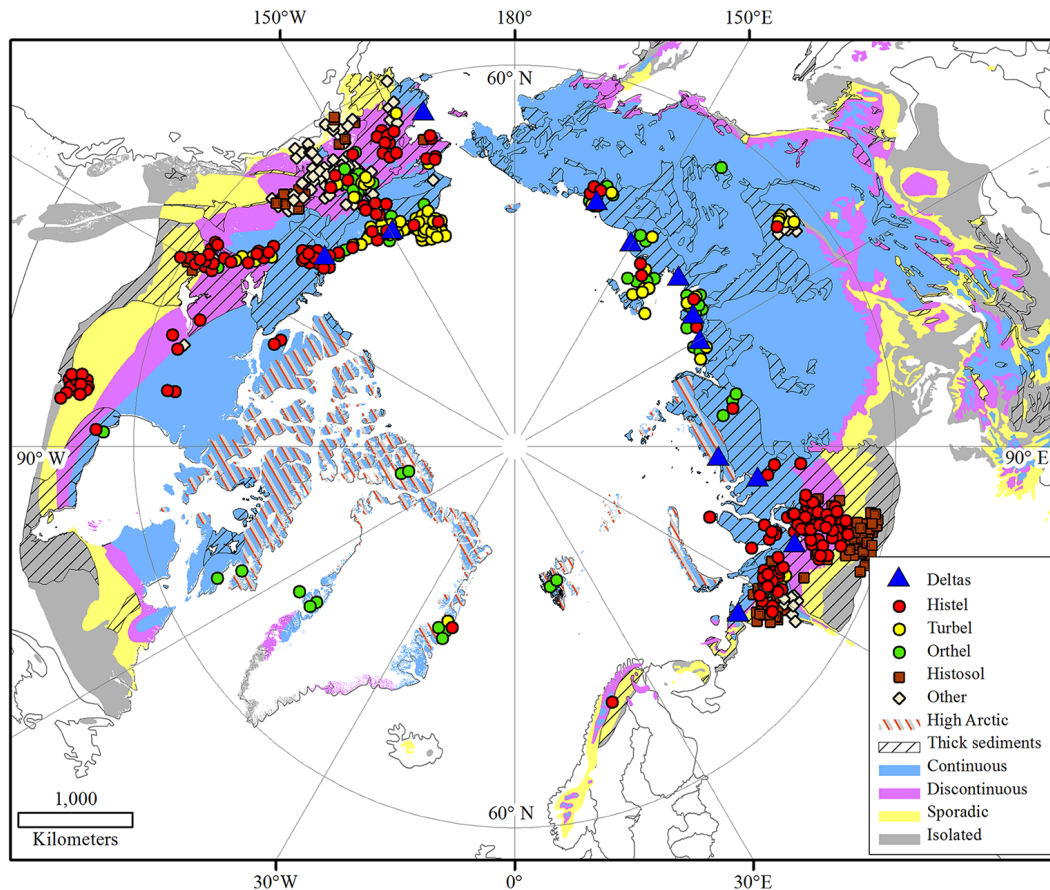 150°W
180°
150°E
60° N
90° W
90° E
Deltas
Histel
Turbel
Orthel
Histosol
Other
High Arctic
Thick sediments
Continuous
Discontinuous
Sporadic
Isolated
1,000
Kilometers
60° N
30°W
0°
30°E